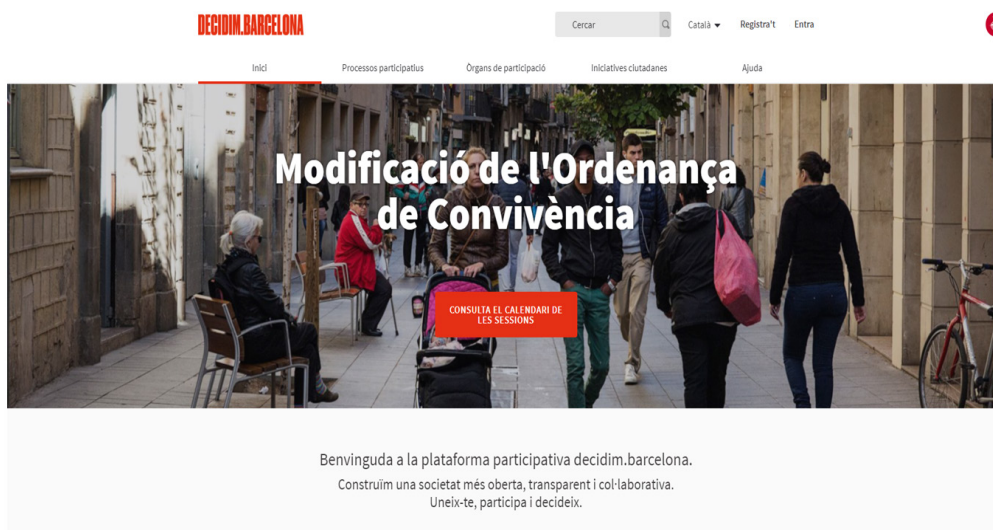 DECIDIM.BARCELONA
Cercar
Català
Registra't
Entra
Inici
Processos participatius
Òrgans de participació
Iniciatives ciutadanes
Ajuda
Modificació de l'Ordenança
de Convivència
CONSULTA EL CALENDARI DE
LES SESSIONS
Benvinguda a la plataforma participativa decidim.barcelona.
Construïm una societat més oberta, transparent i col·laborativa.
Uneix-te, participa i decideix.